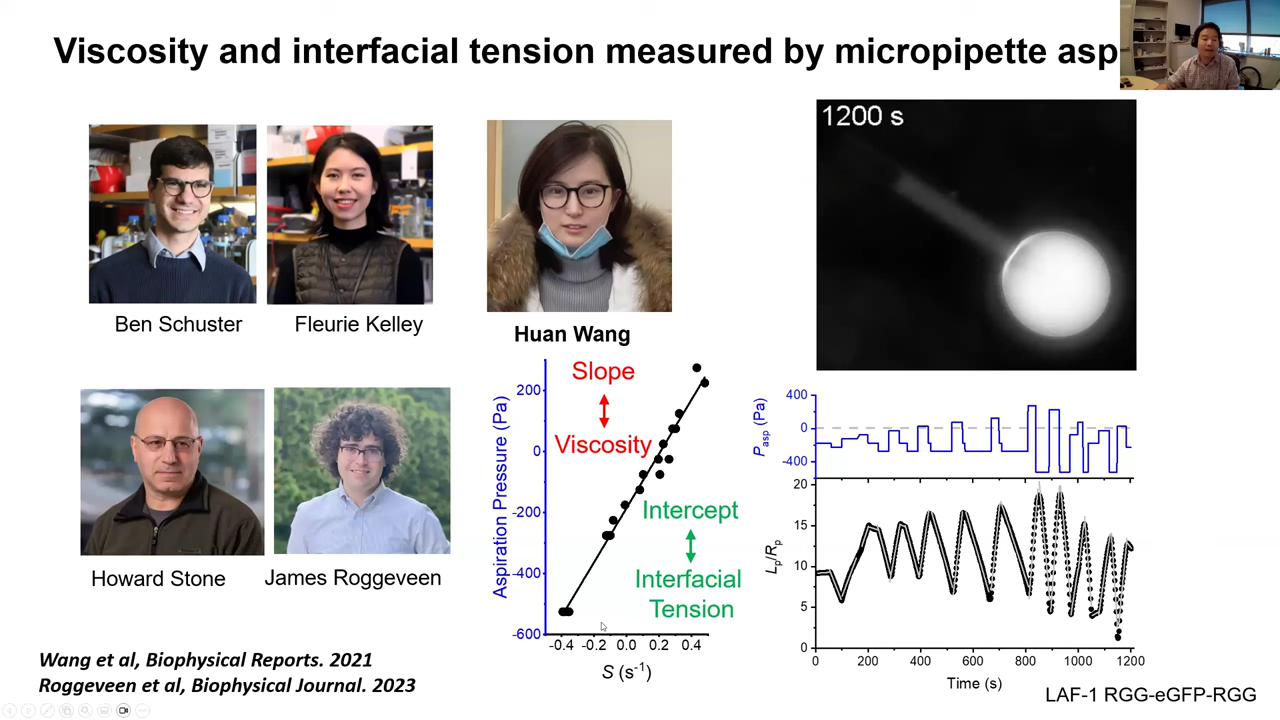 Viscosity and interfacial tension measured by micropipette asp
1200 s
Ben Schuster
Fleurie Kelley
Huan Wang
Howard Stone
James Roggeveen
Slope
Viscosity
Intercept
Interfacial
Tension
Aspiration Pressure (Pa)
200
0
-200
-400
-600
-0.4 -0.2 0.0 0.2 0.4
S (s⁻¹)
Pasp (Pa)
400
0
-400
Lp/Rp
20
15
10
5
0
0 200 400 600 800 1000 1200
Time (s)
LAF-1 RGG-eGFP-RGG
Wang et al, Biophysical Reports. 2021
Roggeveen et al, Biophysical Journal. 2023